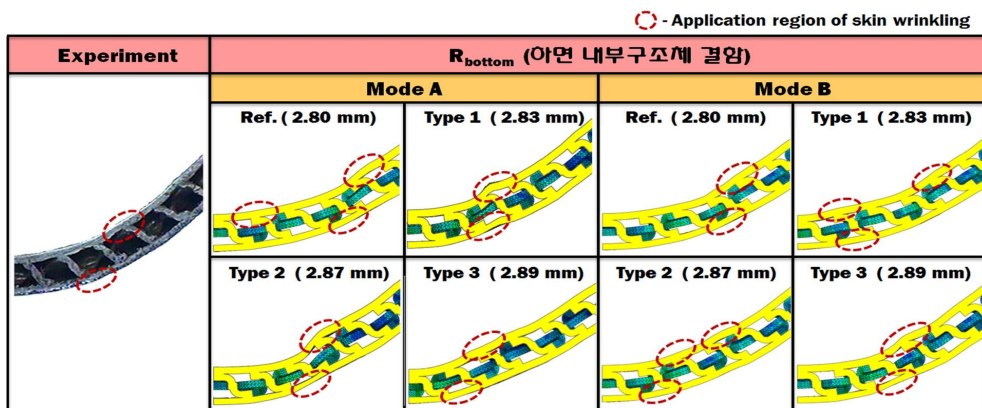 - Application region of skin wrinkling
Experiment
R_bottom (하면 내부구조체 결함)
Mode A
Mode B
Ref. ( 2.80 mm)
Type 1 ( 2.83 mm)
Ref. ( 2.80 mm)
Type 1 ( 2.83 mm)
Type 2 ( 2.87 mm)
Type 3 ( 2.89 mm)
Type 2 ( 2.87 mm)
Type 3 ( 2.89 mm)